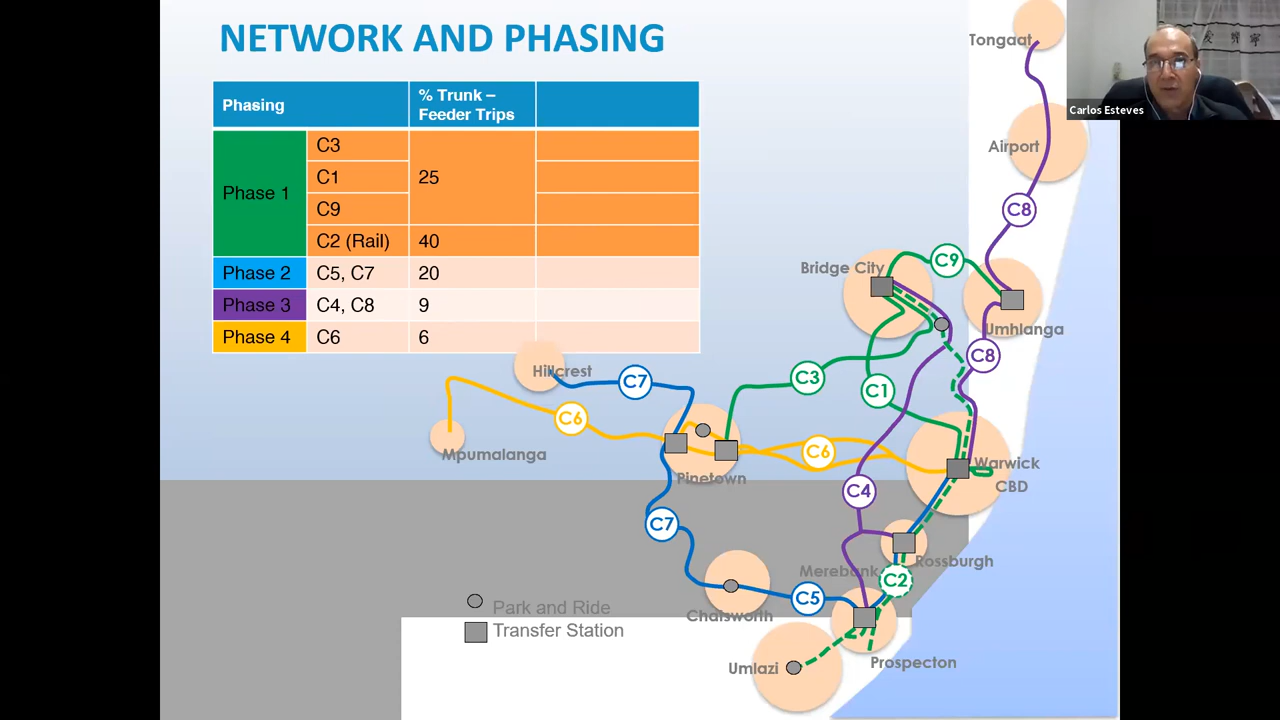 NETWORK AND PHASING
Phasing
% Trunk –
Feeder Trips
Phase 1
C3
C1
25
C9
C2 (Rail)
40
Phase 2
C5, C7
20
Phase 3
C4, C8
9
Phase 4
C6
6
Tongaat
Carlos Esteves
Airport
C8
Bridge City
C9
Umhlanga
C8
Hillcrest
C7
C3
C1
C6
Mpumalanga
C6
Pinetown
Warwick
CBD
C4
C7
Rossburgh
Merebank
C2
Chatsworth
C5
Park and Ride
Transfer Station
Umlazi
Prospecton